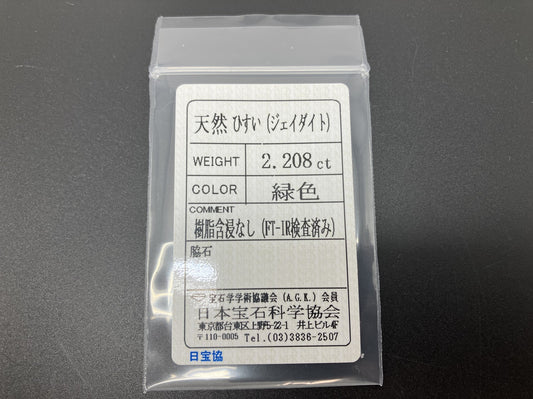 天然 ひすい (ジェイダイト)
WEIGHT 2.208ct
COLOR 緑色
COMMENT
樹脂含浸なし (FT-IR検査済み)
脇石
宝石学学術協議会 (A.G.K.) 会員
日本宝石科学協会
東京都台東区上野5-22-1 井上ビル4F
〒110-0005 Tel.(03)3836-2507
日宝協